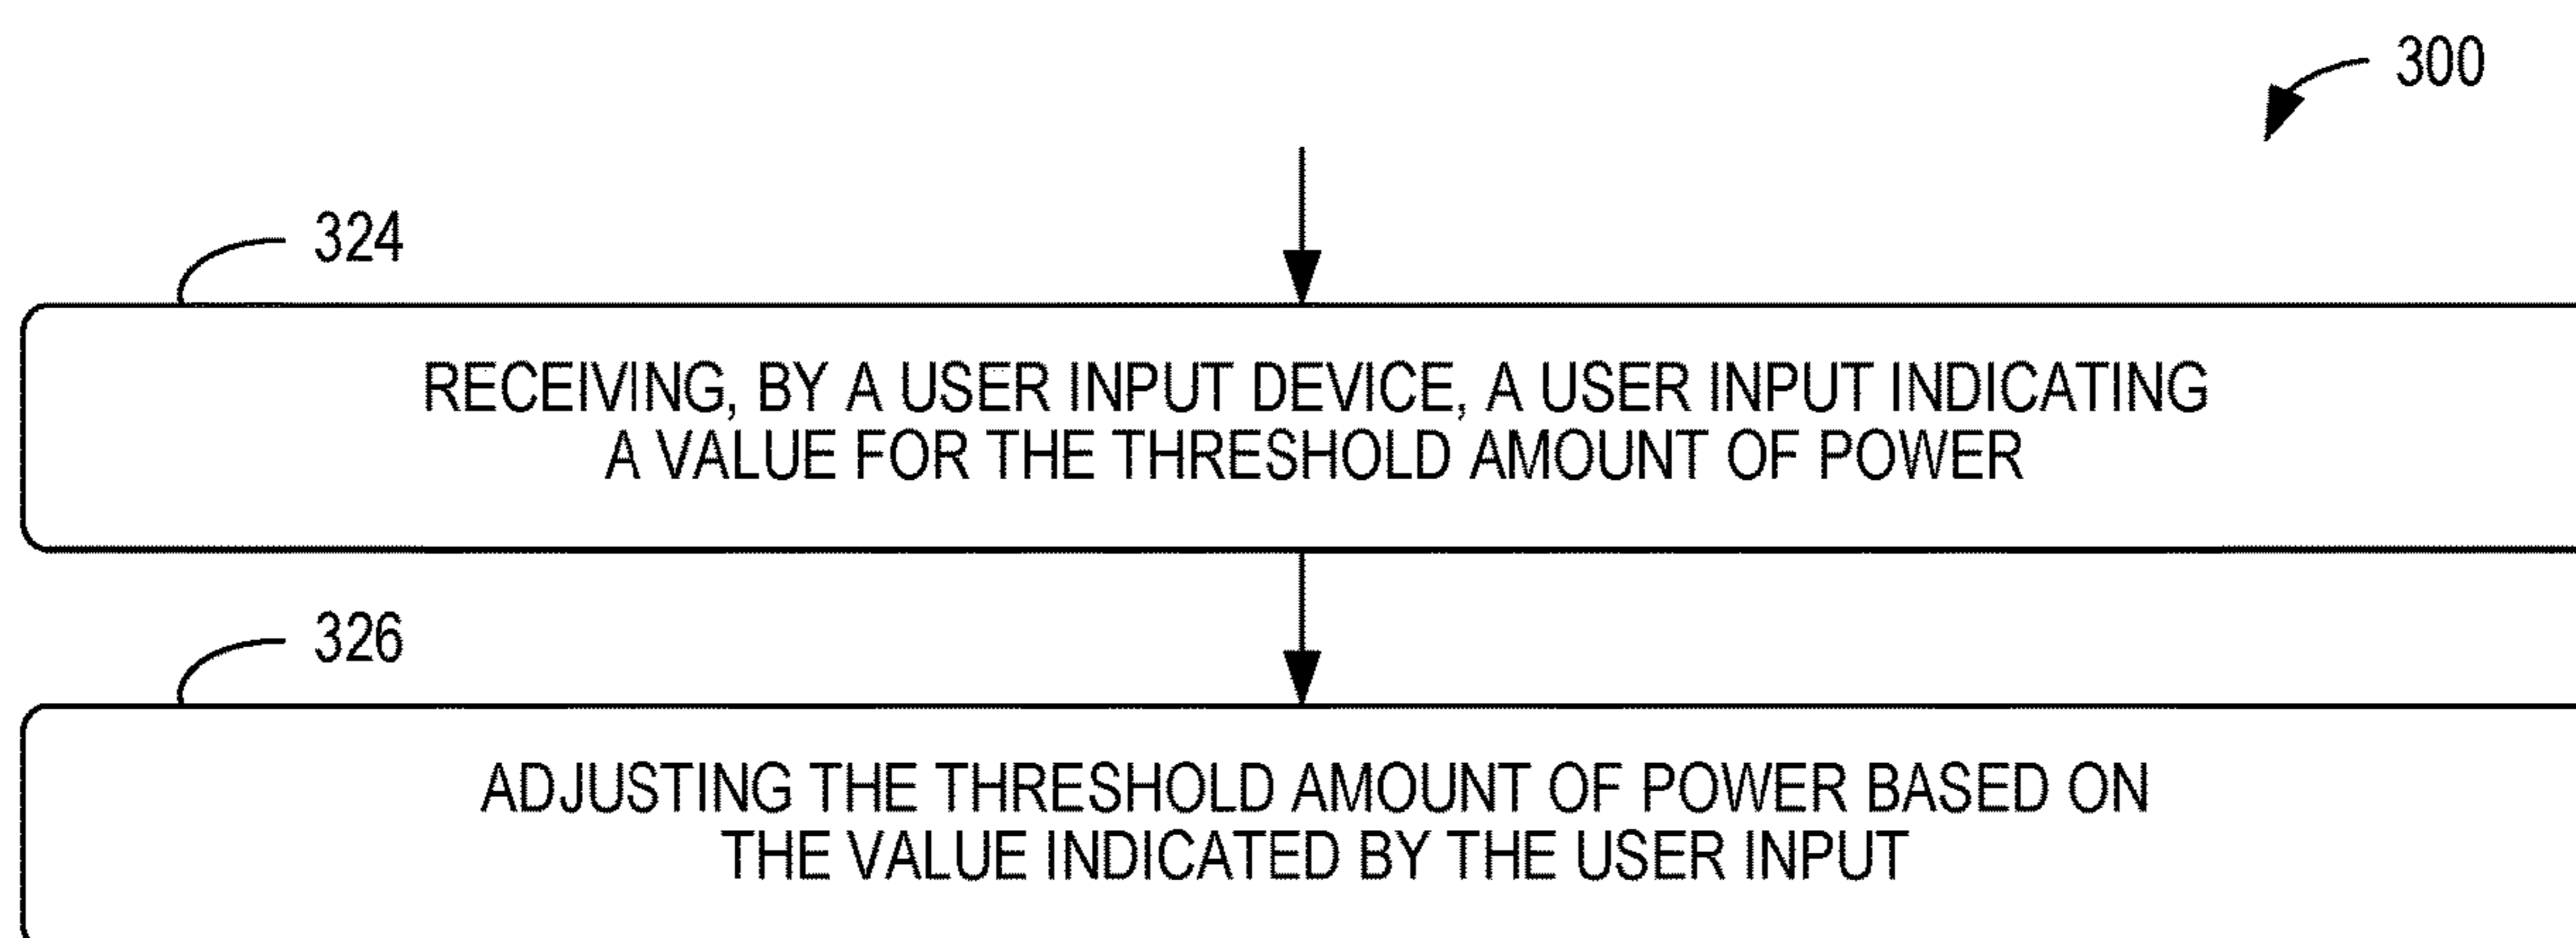 300
324
RECEIVING, BY A USER INPUT DEVICE, A USER INPUT INDICATING
A VALUE FOR THE THRESHOLD AMOUNT OF POWER
326
ADJUSTING THE THRESHOLD AMOUNT OF POWER BASED ON
THE VALUE INDICATED BY THE USER INPUT